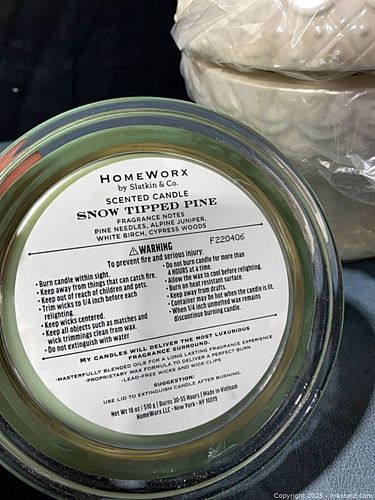 HOMEWORX
by Slatkin & Co.
SCENTED CANDLE
SNOW TIPPED PINE
FRAGRANCE NOTES
PINE NEEDLES, ALPINE JUNIPER,
WHITE BIRCH, CYPRESS WOODS
F220406
⚠WARNING
To prevent fire and serious injury:
• Burn candle within sight.
• Keep away from things that can catch fire.
• Keep out of reach of children and pets.
• Trim wicks to 1/4 inch before each
relighting.
• Keep wicks centered.
• Keep all objects such as matches and
wick trimmings clean from wax.
• Do not extinguish with water
• Do not burn candle for more than
4 HOURS at a time.
• Allow the wax to cool before relighting.
• Burn on heat resistant surface.
• Keep away from drafts.
• Container may be hot when the candle is lit.
• When 1/4 inch unmelted wax remains
discontinue burning candle.
MY CANDLES WILL DELIVER THE MOST LUXURIOUS
FRAGRANCE SURROUND.
•MASTERFULLY BLENDED OILS FOR A LONG LASTING FRAGRANCE EXPERIENCE
•PROPRIETARY WAX FORMULA TO DELIVER A PERFECT BURN
•LEAD-FREE WICKS AND WICK CLIPS
SUGGESTION:
USE LID TO EXTINGUISH CANDLE AFTER BURNING.
Net Wt 18 oz / 510 g | Burns 30-55 Hours | Made in Vietnam
HomeWorx LLC • New York • NY 10019
Copyright 2025 - maxsold.com